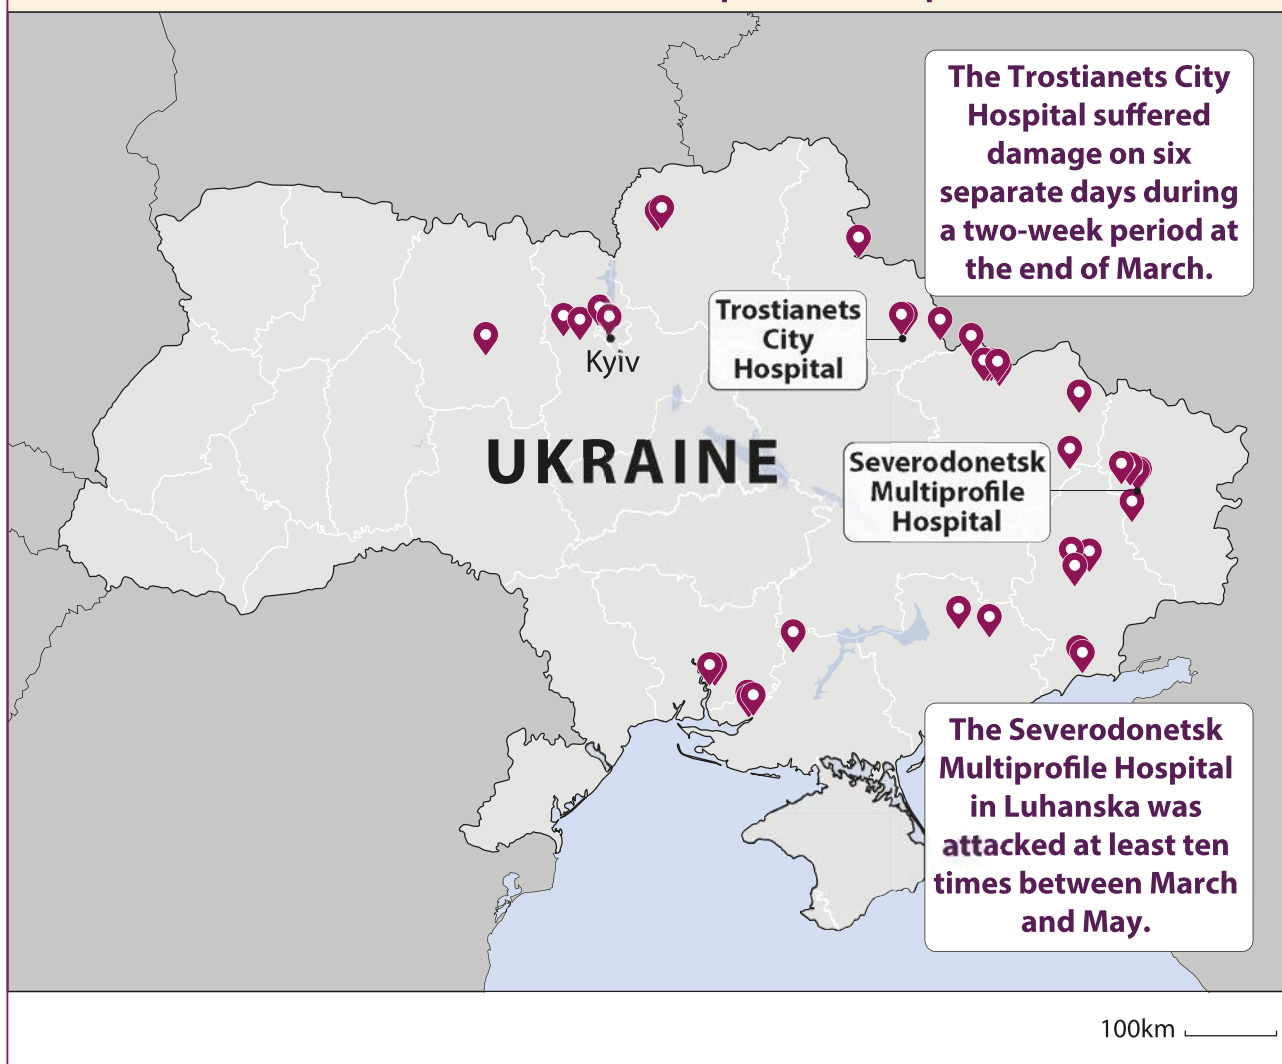 The Trostianets City
Hospital suffered
damage on six
separate days during
a two-week period at
the end of March.
Trostianets
City
Hospital
Kyiv
UKRAINE
Severodonetsk
Multiprofile
Hospital
The Severodonetsk
Multiprofile Hospital
in Luhanska was
attacked at least ten
times between March
and May.
100km